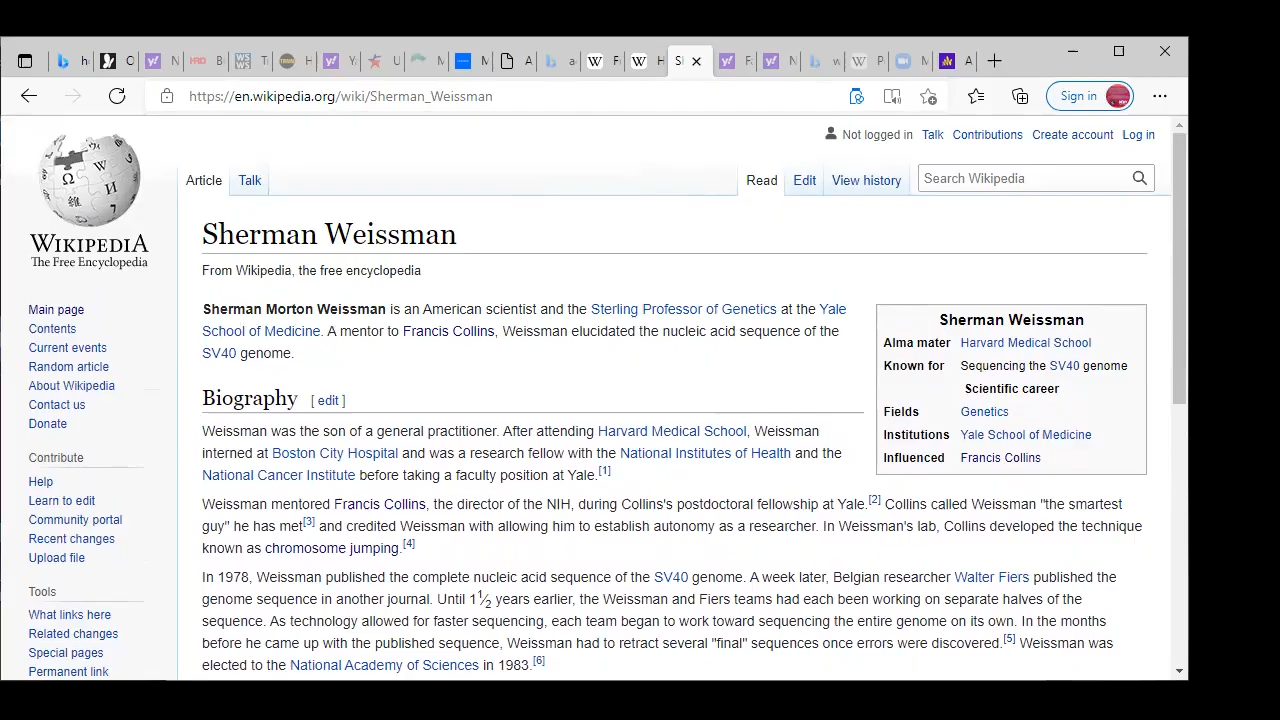 h
O
N
HRD B
WS WS T
H
Y
U
M
M
A
a
W F
W H
SI
F
N
w
W P
M
A
https://en.wikipedia.org/wiki/Sherman_Weissman
Sign in
Not logged in Talk Contributions Create account Log in
Article Talk Read Edit View history Search Wikipedia
WIKIPEDIA
The Free Encyclopedia
Main page
Contents
Current events
Random article
About Wikipedia
Contact us
Donate
Contribute
Help
Learn to edit
Community portal
Recent changes
Upload file
Tools
What links here
Related changes
Special pages
Permanent link
Sherman Weissman
From Wikipedia, the free encyclopedia
Sherman Morton Weissman is an American scientist and the Sterling Professor of Genetics at the Yale
School of Medicine. A mentor to Francis Collins, Weissman elucidated the nucleic acid sequence of the
SV40 genome.
Sherman Weissman
Alma mater Harvard Medical School
Known for Sequencing the SV40 genome
Scientific career
Fields Genetics
Institutions Yale School of Medicine
Influenced Francis Collins
Biography [ edit ]
Weissman was the son of a general practitioner. After attending Harvard Medical School, Weissman
interned at Boston City Hospital and was a research fellow with the National Institutes of Health and the
National Cancer Institute before taking a faculty position at Yale.[1]
Weissman mentored Francis Collins, the director of the NIH, during Collins's postdoctoral fellowship at Yale.[2] Collins called Weissman "the smartest
guy" he has met[3] and credited Weissman with allowing him to establish autonomy as a researcher. In Weissman's lab, Collins developed the technique
known as chromosome jumping.[4]
In 1978, Weissman published the complete nucleic acid sequence of the SV40 genome. A week later, Belgian researcher Walter Fiers published the
genome sequence in another journal. Until 1 1⁄2 years earlier, the Weissman and Fiers teams had each been working on separate halves of the
sequence. As technology allowed for faster sequencing, each team began to work toward sequencing the entire genome on its own. In the months
before he came up with the published sequence, Weissman had to retract several "final" sequences once errors were discovered.[5] Weissman was
elected to the National Academy of Sciences in 1983.[6]